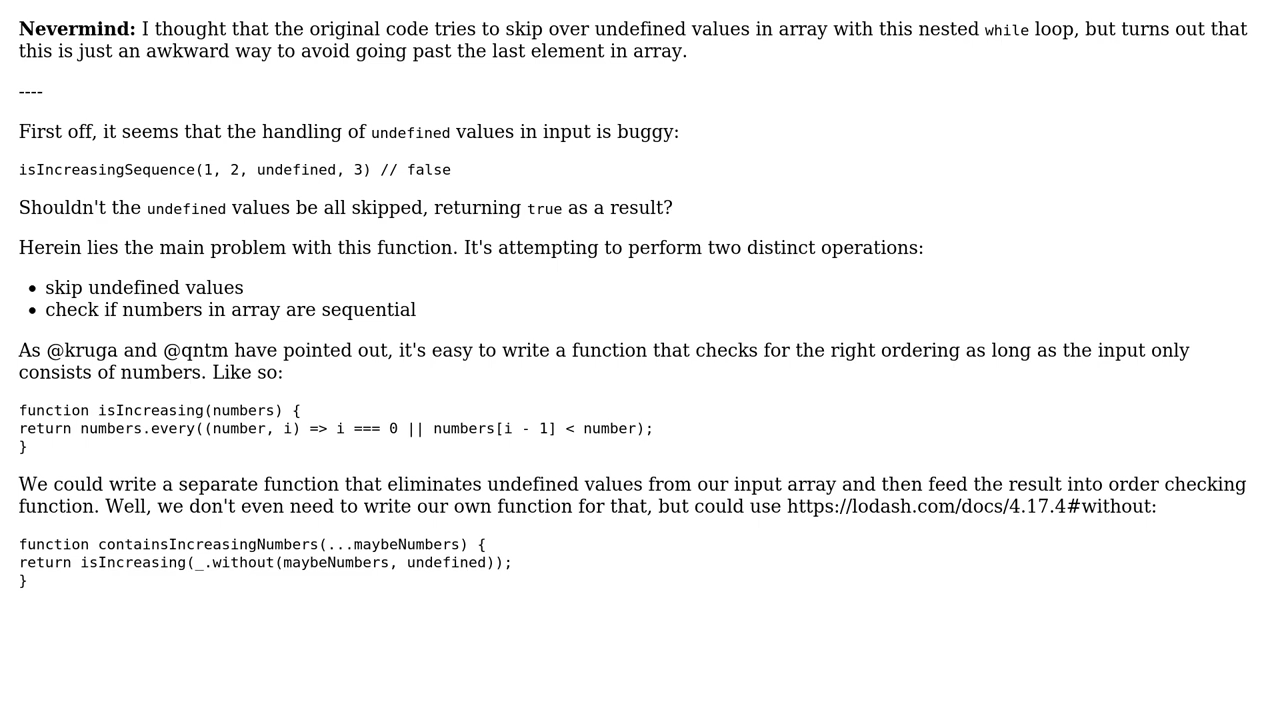 Nevermind: I thought that the original code tries to skip over undefined values in array with this nested while loop, but turns out that
this is just an awkward way to avoid going past the last element in array.
----
First off, it seems that the handling of undefined values in input is buggy:
isIncreasingSequence(1, 2, undefined, 3) // false
Shouldn't the undefined values be all skipped, returning true as a result?
Herein lies the main problem with this function. It's attempting to perform two distinct operations:
• skip undefined values
• check if numbers in array are sequential
As @kruga and @qntm have pointed out, it's easy to write a function that checks for the right ordering as long as the input only
consists of numbers. Like so:
function isIncreasing(numbers) {
return numbers.every((number, i) => i === 0 || numbers[i - 1] < number);
}
We could write a separate function that eliminates undefined values from our input array and then feed the result into order checking
function. Well, we don't even need to write our own function for that, but could use https://lodash.com/docs/4.17.4#without:
function containsIncreasingNumbers(...maybeNumbers) {
return isIncreasing(_.without(maybeNumbers, undefined));
}